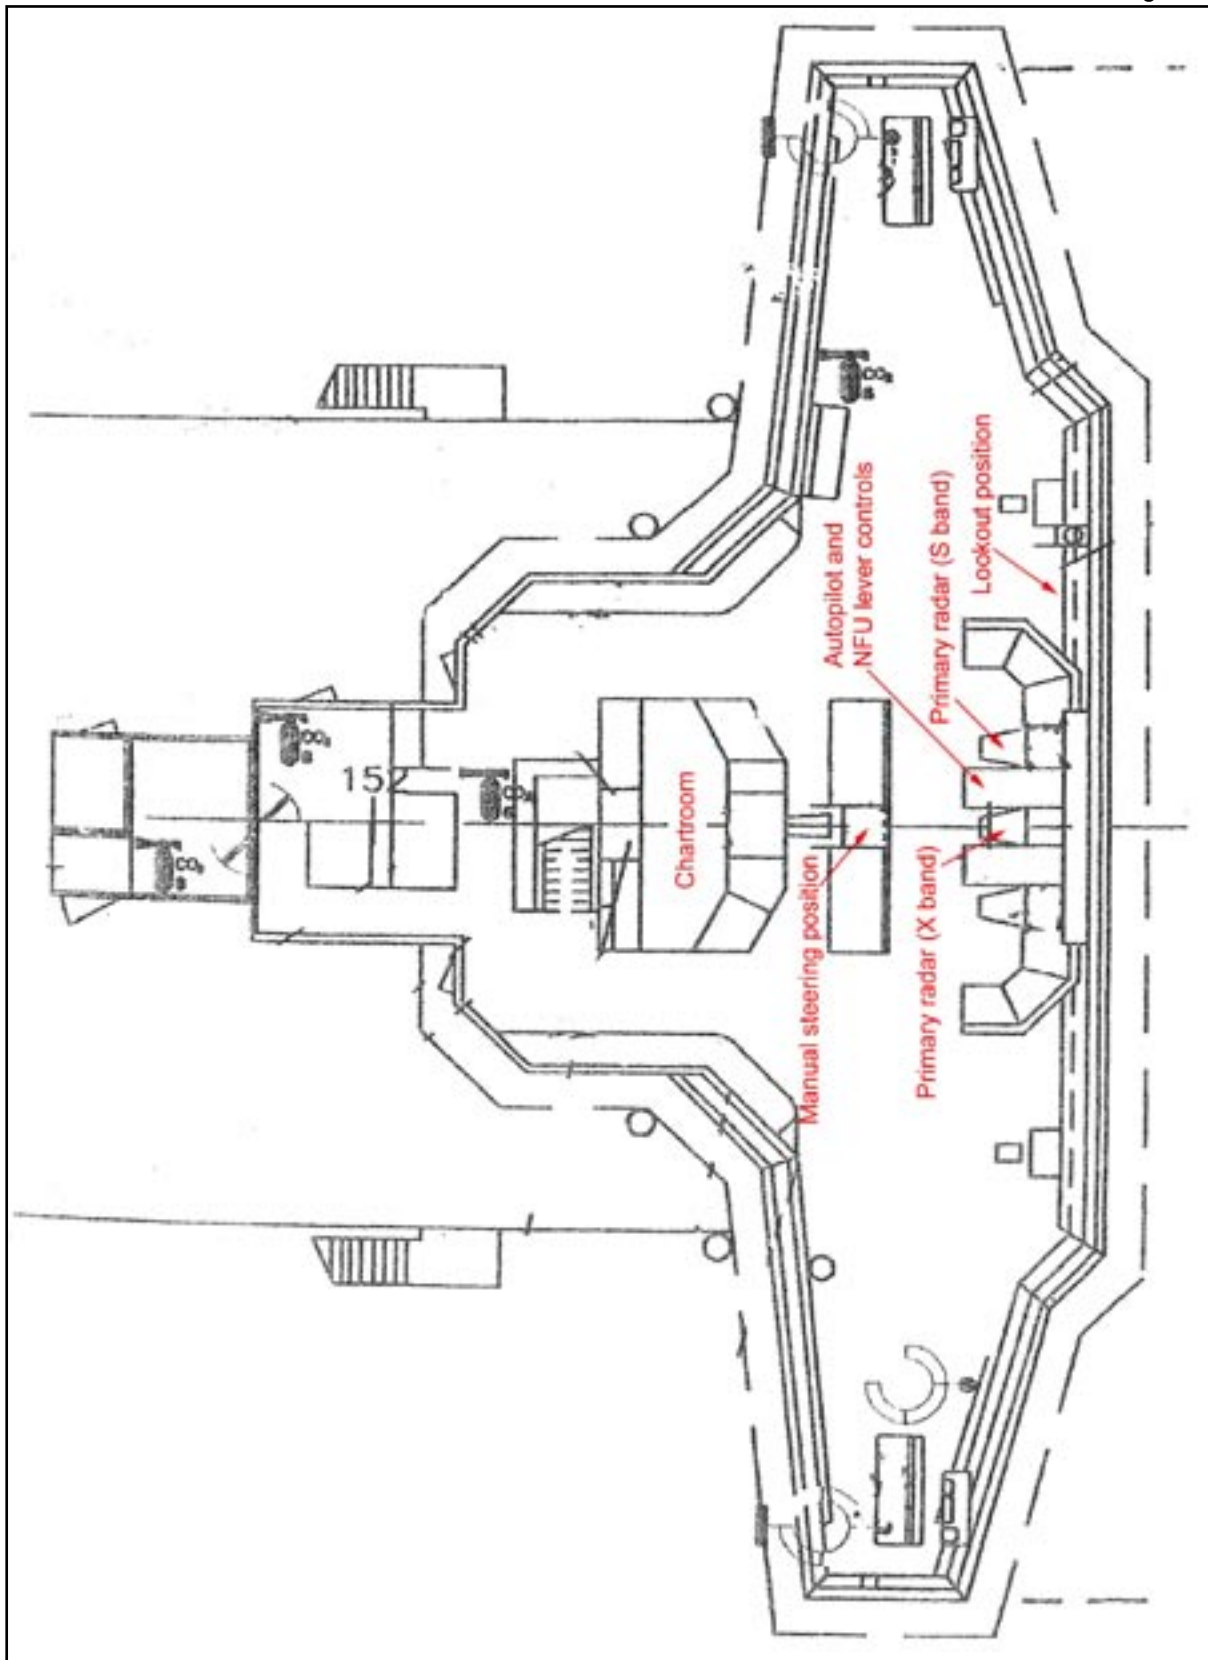 Autopilot and
NFU lever controls
Primary radar (S band)
Lookout position
Chartroom
Manual steering position
Primary radar (X band)
15
CO₂
CO₂
CO₂
CO₂